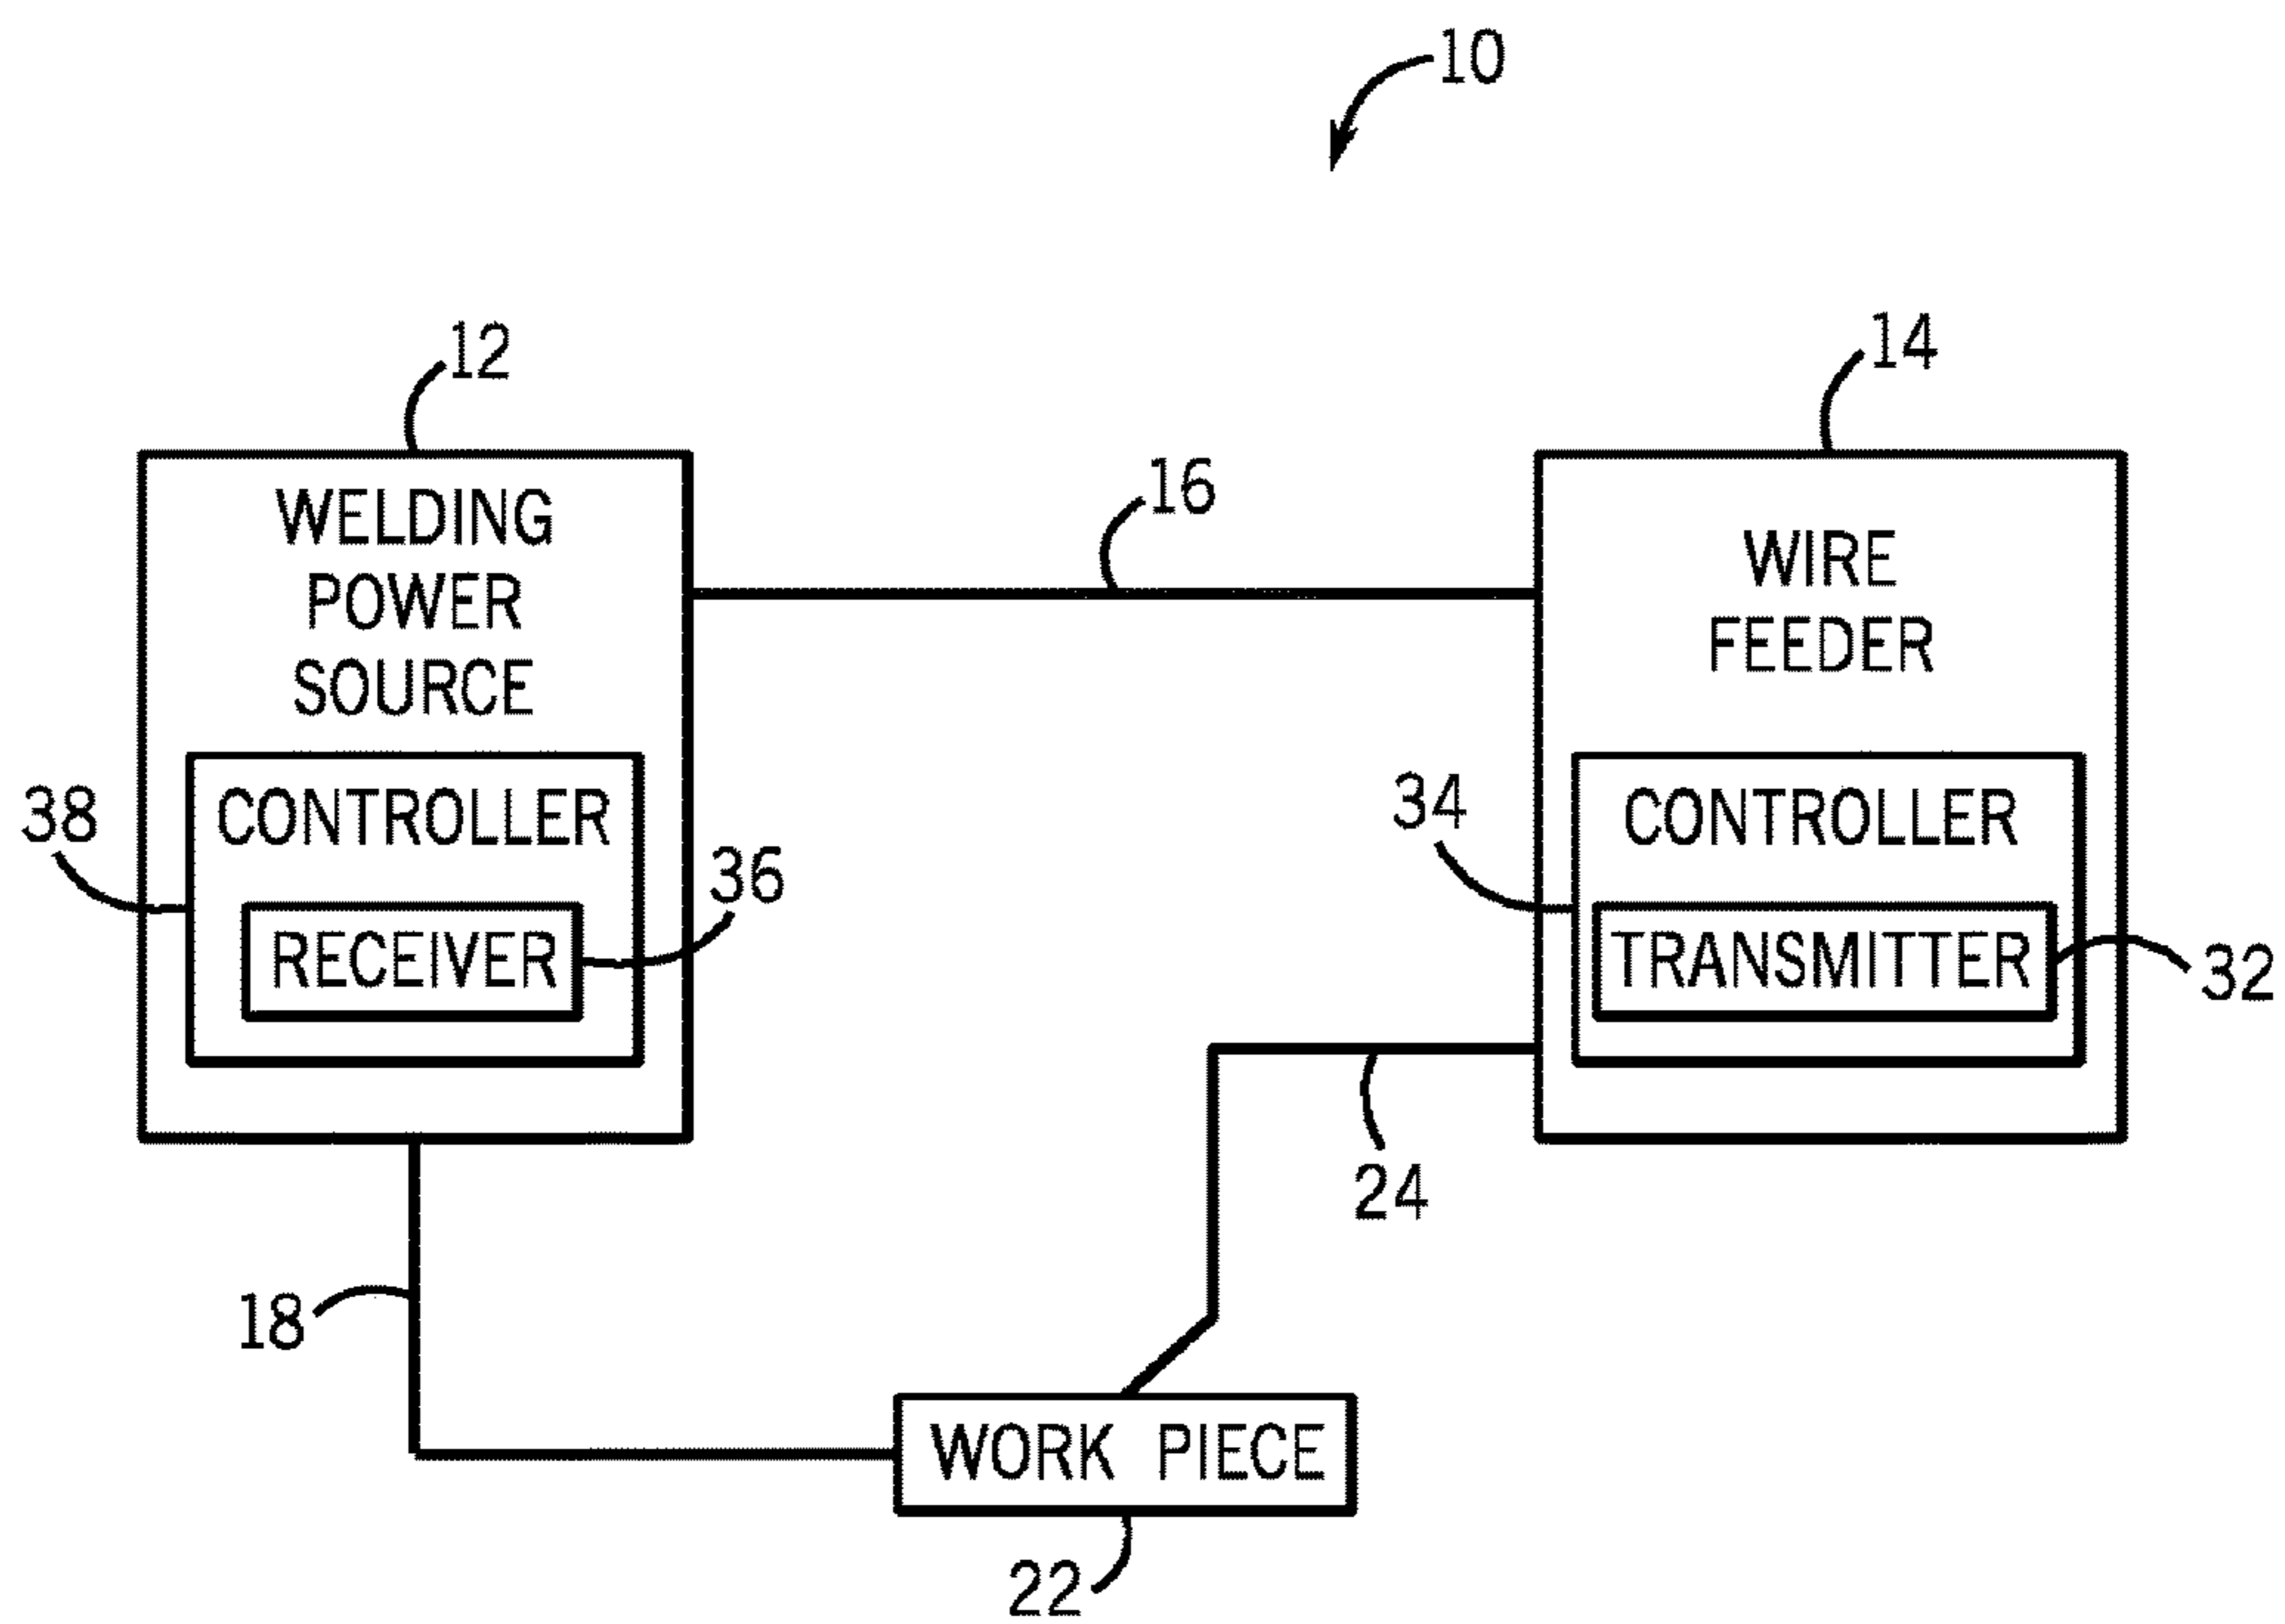 10
12
14
16
WELDING
POWER
SOURCE
WIRE
FEEDER
38
CONTROLLER
36
RECEIVER
34
CONTROLLER
TRANSMITTER
32
24
18
WORK PIECE
22